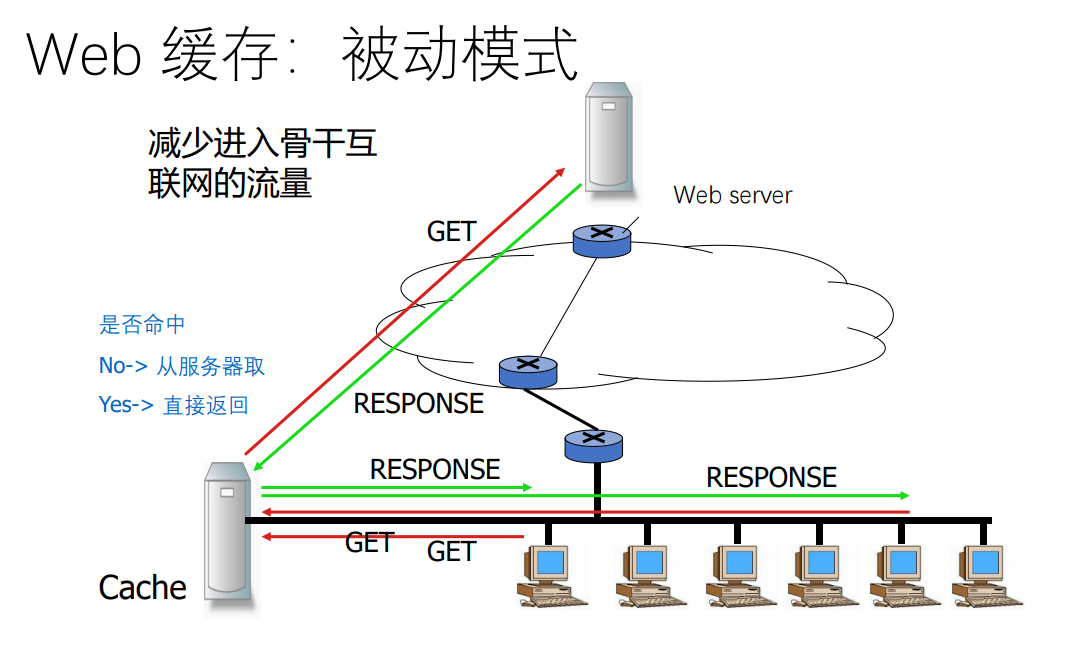 Web 缓存：被动模式
减少进入骨干互
联网的流量
Web server
GET
是否命中
No-> 从服务器取
Yes-> 直接返回
RESPONSE
RESPONSE
RESPONSE
GET
GET
Cache